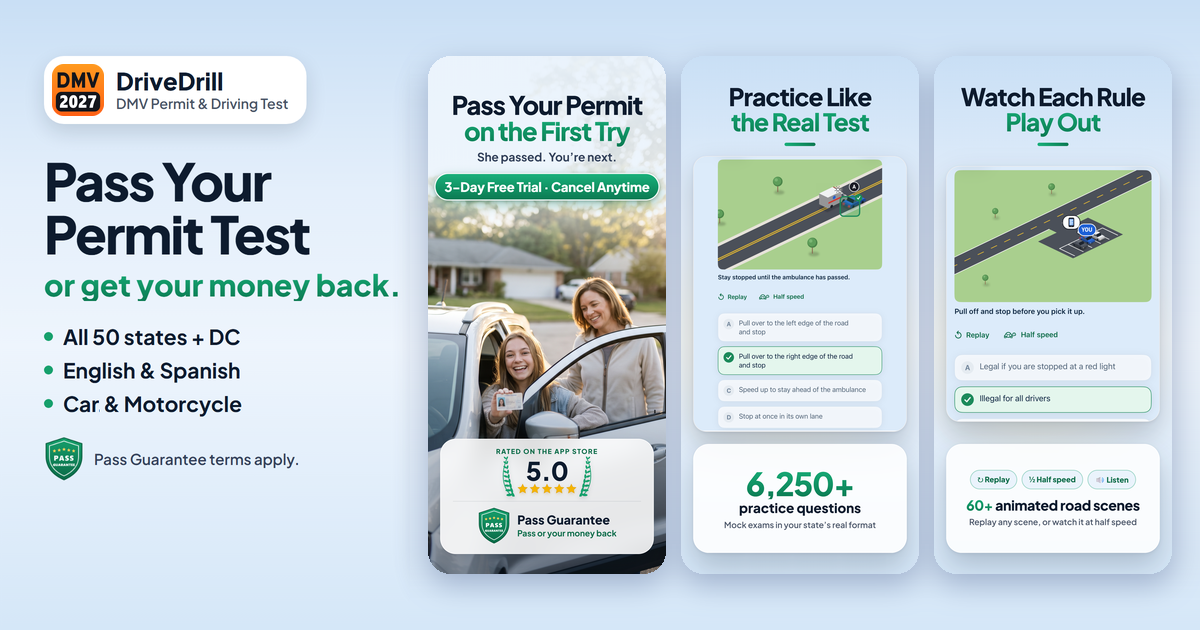 DMV
2027
DriveDrill
DMV Permit & Driving Test
Pass Your
Permit Test
or get your money back.
All 50 states + DC
English & Spanish
Car & Motorcycle
PASS
GUARANTEE
Pass Guarantee terms apply.
Pass Your Permit
on the First Try
She passed. You're next.
3-Day Free Trial · Cancel Anytime
RATED ON THE APP STORE
5.0
PASS
GUARANTEE
Pass Guarantee
Pass or your money back
Practice Like
the Real Test
A
Stay stopped until the ambulance has passed.
Replay
Half speed
A Pull over to the left edge of the road
and stop
Pull over to the right edge of the road
and stop
C Speed up to stay ahead of the ambulance
D Stop at once in its own lane
6,250+
practice questions
Mock exams in your state's real format
Watch Each Rule
Play Out
YOU
Pull off and stop before you pick it up.
Replay
Half speed
A Legal if you are stopped at a red light
Illegal for all drivers
Replay
½ Half speed
Listen
60+ animated road scenes
Replay any scene, or watch it at half speed